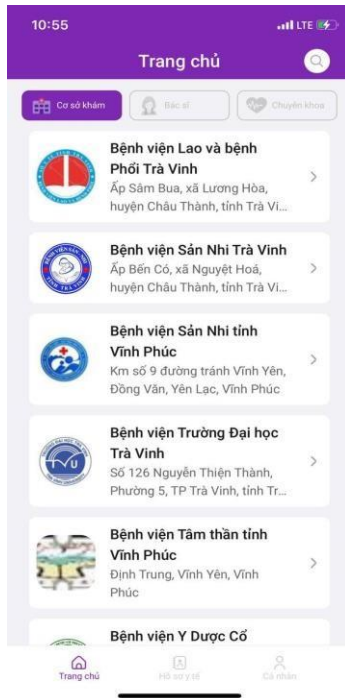 10:55
LTE
Trang chủ
Cơ sở khám
Bác sĩ
Chuyên khoa
Bệnh viện Lao và bệnh
Phổi Trà Vinh
Ấp Sâm Bua, xã Lương Hòa,
huyện Châu Thành, tỉnh Trà Vi...
Bệnh viện Sản Nhi Trà Vinh
Ấp Bến Có, xã Nguyệt Hoá,
huyện Châu Thành, tỉnh Trà Vi...
Bệnh viện Sản Nhi tỉnh
Vĩnh Phúc
Km số 9 đường tránh Vĩnh Yên,
Đồng Văn, Yên Lạc, Vĩnh Phúc
Bệnh viện Trường Đại học
Trà Vinh
Số 126 Nguyễn Thiện Thành,
Phường 5, TP Trà Vinh, tỉnh Tr...
TVU
Bệnh viện Tâm thần tỉnh
Vĩnh Phúc
Định Trung, Vĩnh Yên, Vĩnh
Phúc
Bệnh viện Y Dược Cổ
Trang chủ
Hồ sơ y tế
Cá nhân